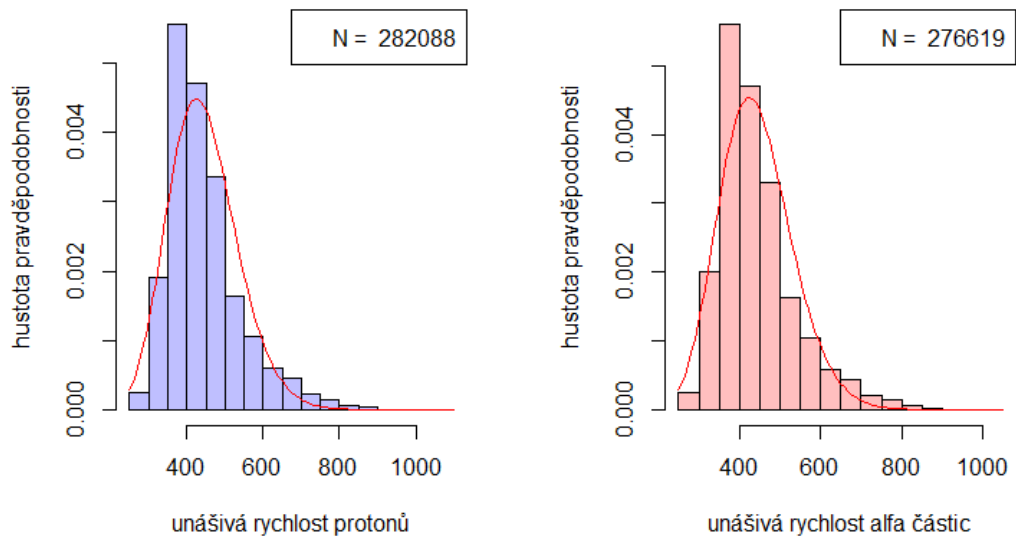 N = 282088
hustota pravděpodobnosti
0.000
0.002
0.004
400 600 800 1000
unášivá rychlost protonů
N = 276619
hustota pravděpodobnosti
0.000
0.002
0.004
400 600 800 1000
unášivá rychlost alfa částic